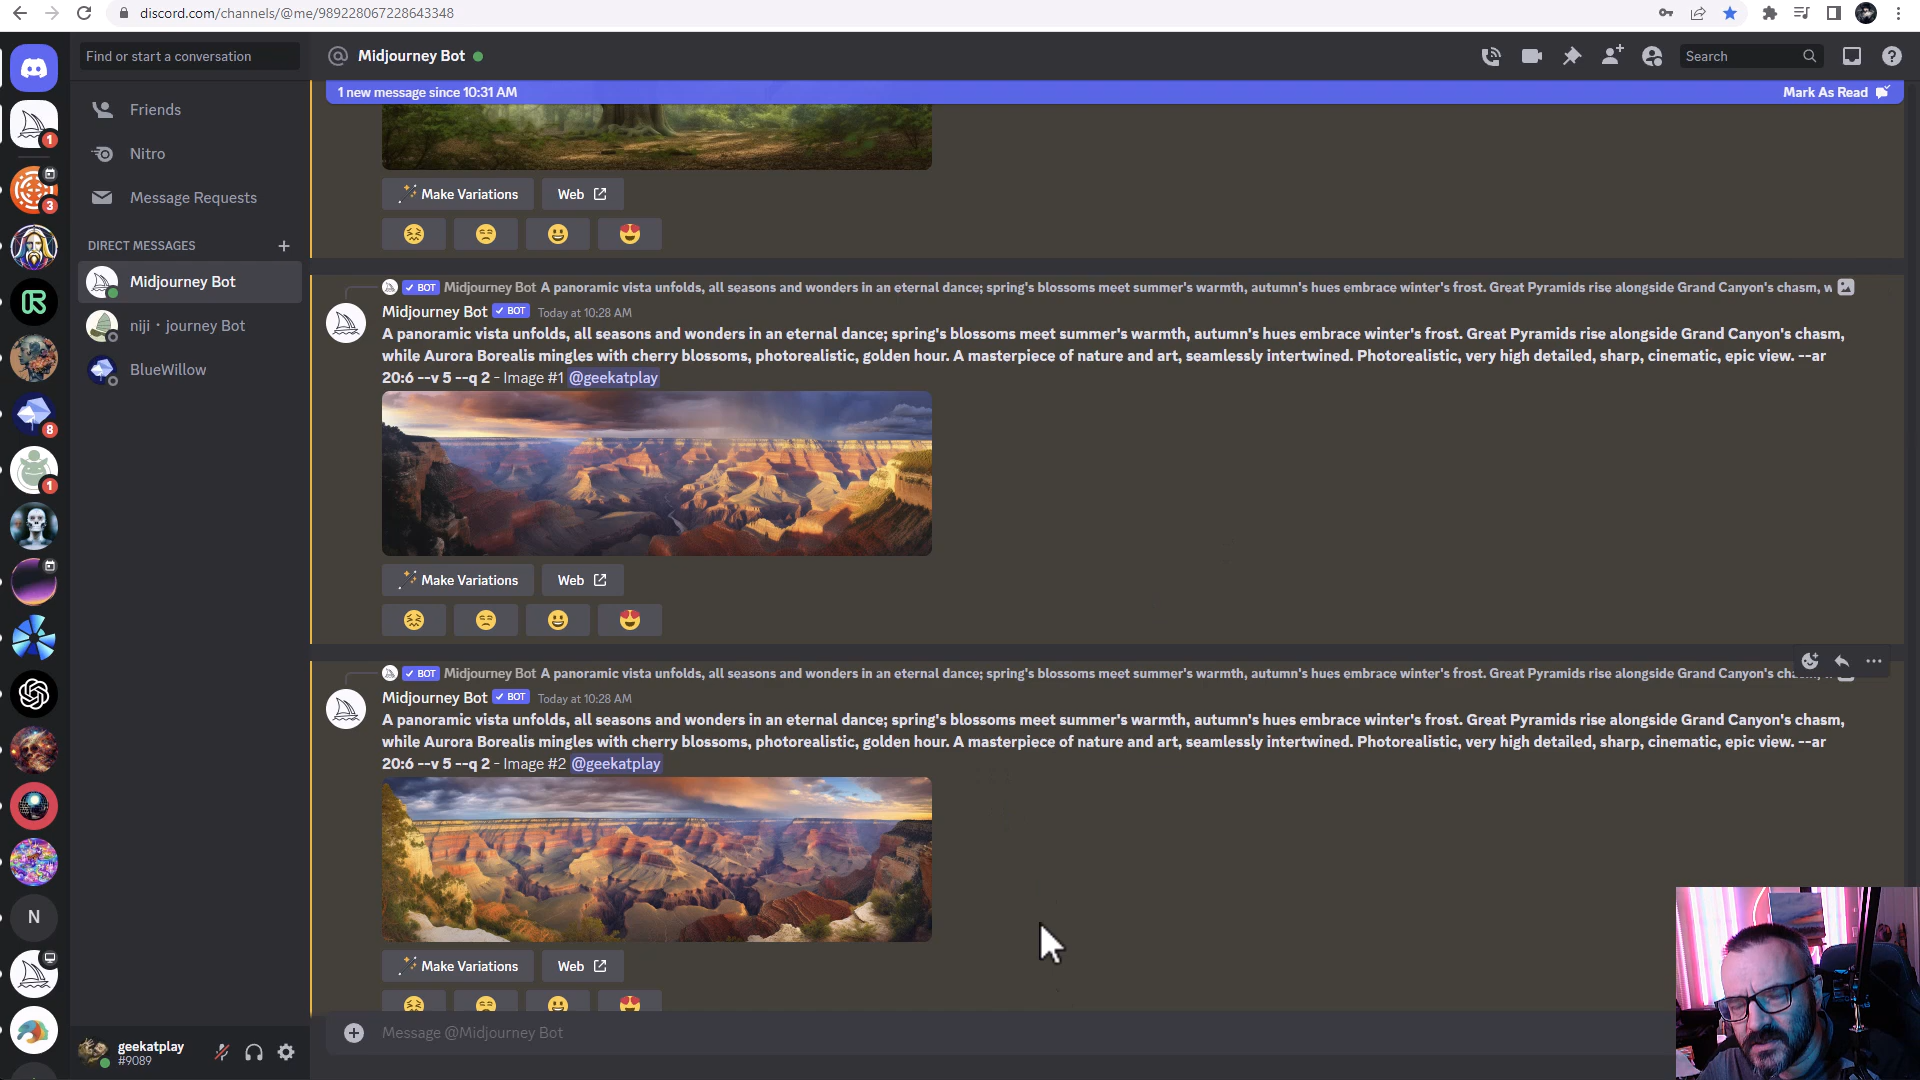 discord.com/channels/@me/989228067228643348
Find or start a conversation
Midjourney Bot
Search
1 new message since 10:31 AM
Mark As Read
1
Friends
Nitro
Message Requests
3
DIRECT MESSAGES
Midjourney Bot
niji・journey Bot
BlueWillow
8
1
N
Make Variations
Web
BOT Midjourney Bot A panoramic vista unfolds, all seasons and wonders in an eternal dance; spring's blossoms meet summer's warmth, autumn's hues embrace winter's frost. Great Pyramids rise alongside Grand Canyon's chasm, w
Midjourney Bot BOT Today at 10:28 AM
A panoramic vista unfolds, all seasons and wonders in an eternal dance; spring's blossoms meet summer's warmth, autumn's hues embrace winter's frost. Great Pyramids rise alongside Grand Canyon's chasm,
while Aurora Borealis mingles with cherry blossoms, photorealistic, golden hour. A masterpiece of nature and art, seamlessly intertwined. Photorealistic, very high detailed, sharp, cinematic, epic view. --ar
20:6 --v 5 --q 2 - Image #1 @geekatplay
Make Variations
Web
BOT Midjourney Bot A panoramic vista unfolds, all seasons and wonders in an eternal dance; spring's blossoms meet summer's warmth, autumn's hues embrace winter's frost. Great Pyramids rise alongside Grand Canyon's
Midjourney Bot BOT Today at 10:28 AM
A panoramic vista unfolds, all seasons and wonders in an eternal dance; spring's blossoms meet summer's warmth, autumn's hues embrace winter's frost. Great Pyramids rise alongside Grand Canyon's chasm,
while Aurora Borealis mingles with cherry blossoms, photorealistic, golden hour. A masterpiece of nature and art, seamlessly intertwined. Photorealistic, very high detailed, sharp, cinematic, epic view. --ar
20:6 --v 5 --q 2 - Image #2 @geekatplay
Make Variations
Web
Message @Midjourney Bot
geekatplay
#9089